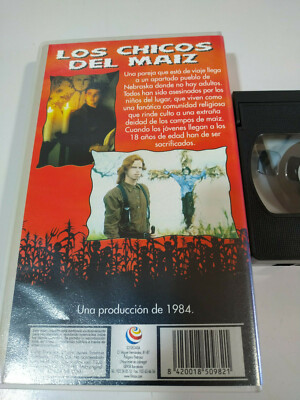 LOS CHICOS
DEL MAIZ
Una pareja que está de viaje llega
a un apartado pueblo de
Nebraska donde no hay adultos.
Todos han sido asesinados por los
niños del lugar, que viven como
una fanática comunidad religiosa
que rinde culto a una extraña
deidad de los campos de maíz.
Cuando las jóvenes llegan a los
18 años de edad han de ser
sacrificadas.
Una producción de 1984.
8 420018 509821